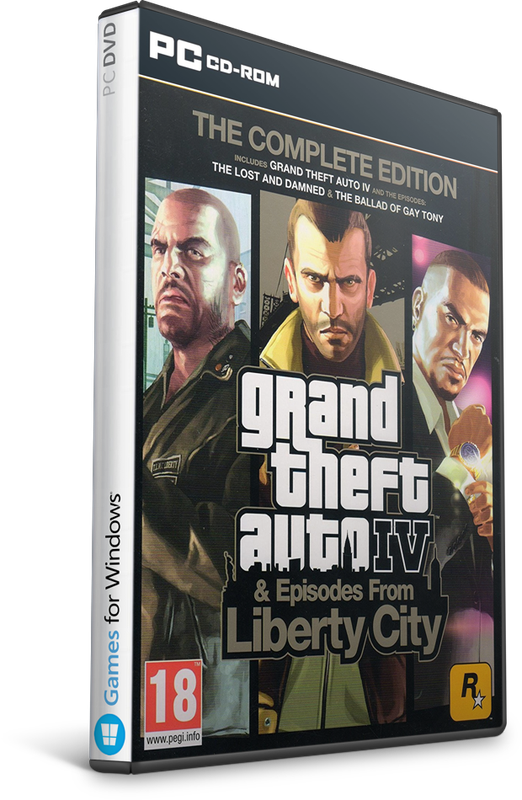 PC DVD
Games for Windows
PC CD-ROM
THE COMPLETE EDITION
INCLUDES GRAND THEFT AUTO IV AND THE EPISODES:
THE LOST AND DAMNED & THE BALLAD OF GAY TONY
grand
theft
auto IV
& Episodes From
Liberty City
18
www.pegi.info
R